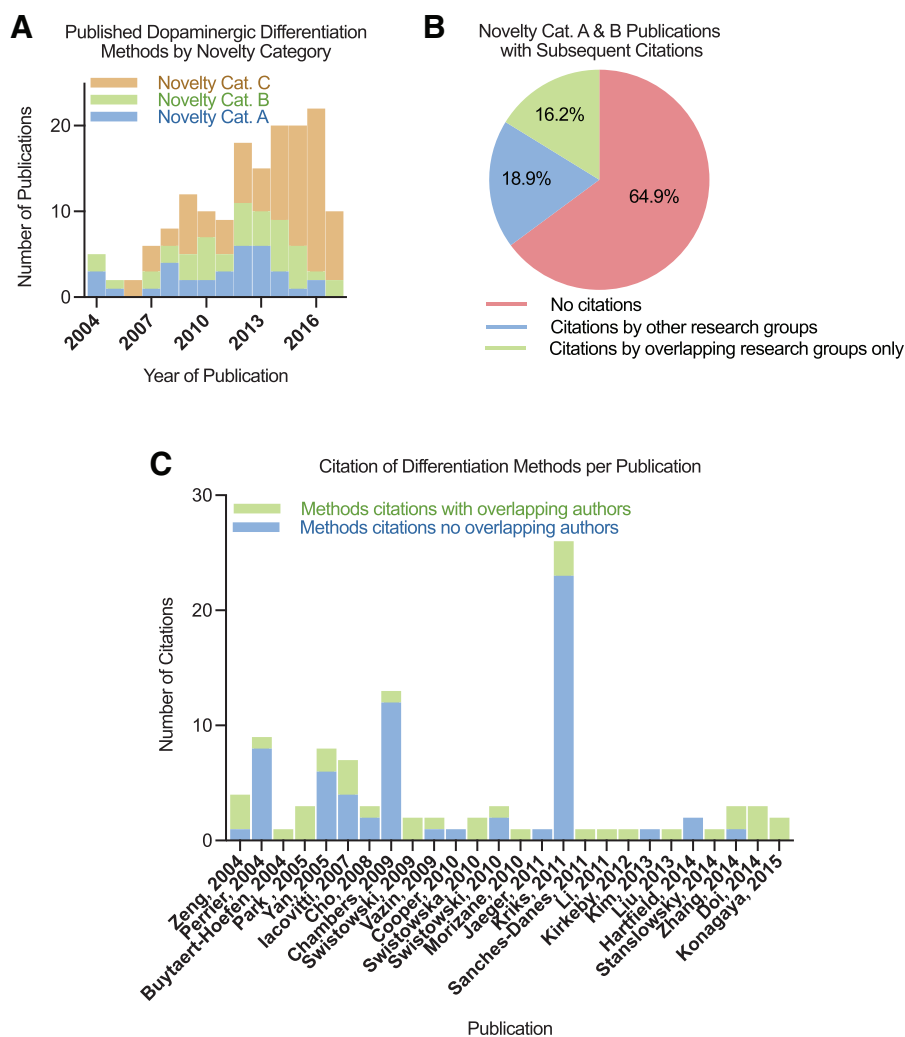 A
Published Dopaminergic Differentiation
Methods by Novelty Category
Novelty Cat. C
Novelty Cat. B
Novelty Cat. A
Number of Publications
20
10
0
2004
2007
2010
2013
2016
Year of Publication
B
Novelty Cat. A & B Publications
with Subsequent Citations
16.2%
18.9%
64.9%
No citations
Citations by other research groups
Citations by overlapping research groups only
C
Citation of Differentiation Methods per Publication
Methods citations with overlapping authors
Methods citations no overlapping authors
Number of Citations
30
20
10
0
Zeng, 2004
Perrier, 2004
Buytaert-Hoefen, 2004
Park, 2005
Yan, 2005
Iacovitti, 2007
Cho, 2008
Chambers, 2009
Swistowski, 2009
Vazin, 2009
Cooper, 2010
Swistowska, 2010
Swistowski, 2010
Morizane, 2010
Jaeger, 2011
Kriks, 2011
Sanches-Danes, 2011
Li, 2011
Kirkeby, 2012
Kim, 2013
Liu, 2013
Hartfield, 2014
Stanslowsky, 2014
Zhang, 2014
Doi, 2014
Konagaya, 2015
Publication